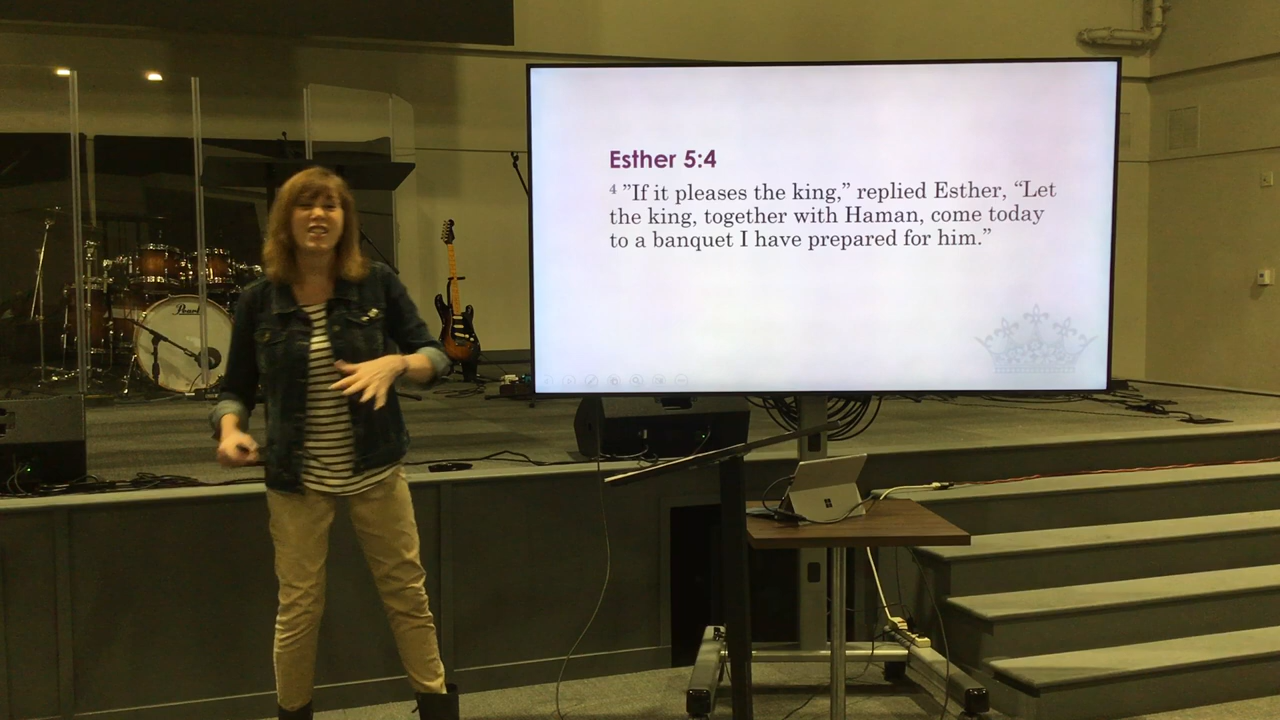 Esther 5:4
⁴ ”If it pleases the king,” replied Esther, “Let
the king, together with Haman, come today
to a banquet I have prepared for him.”
Pearl